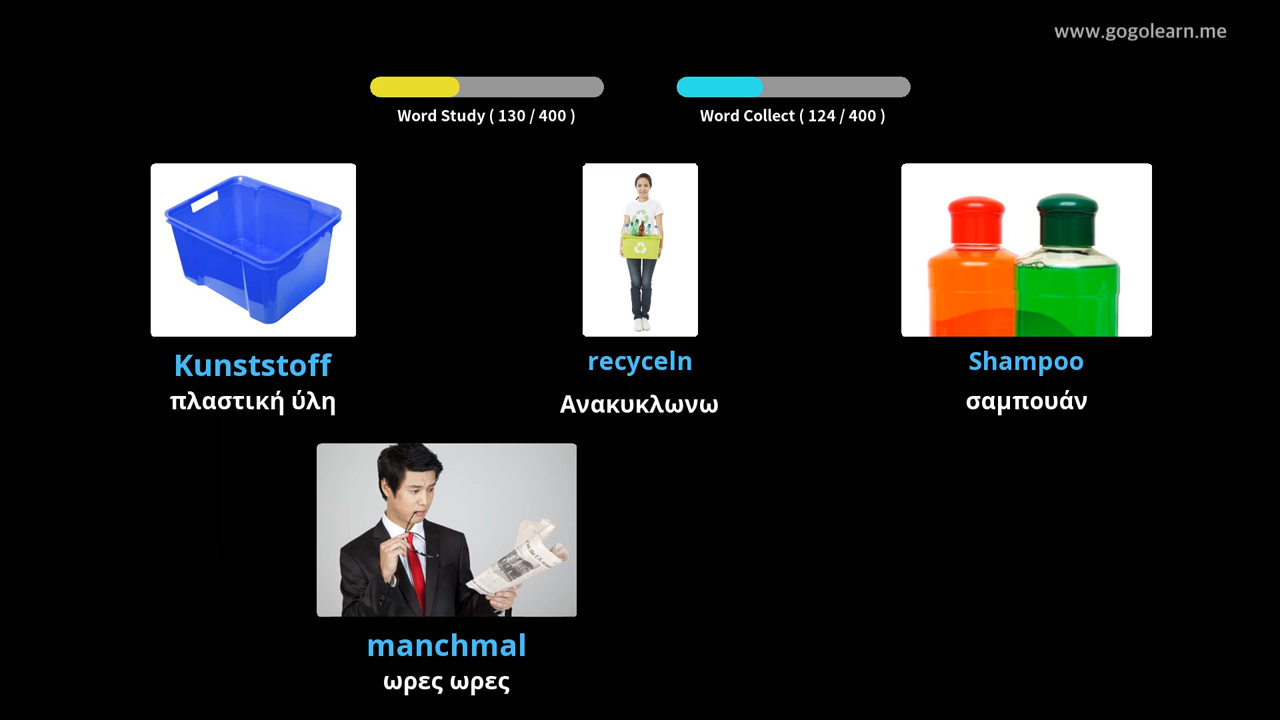 www.gogolearn.me
Word Study ( 130 / 400 )
Word Collect ( 124 / 400 )
Kunststoff
πλαστική ύλη
recyceln
Ανακυκλωνω
Shampoo
σαμπουάν
manchmal
ωρες ωρες